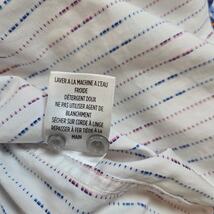 LAVER A LA MACHINE A L'EAU
FROIDE
DÉTERGENT DOUX
NE PAS UTILISER AGENT DE
BLANCHIMENT
SÉCHER SUR CORDE À LINGE
REPASSER À FER TIÈDE À LA
MAIN